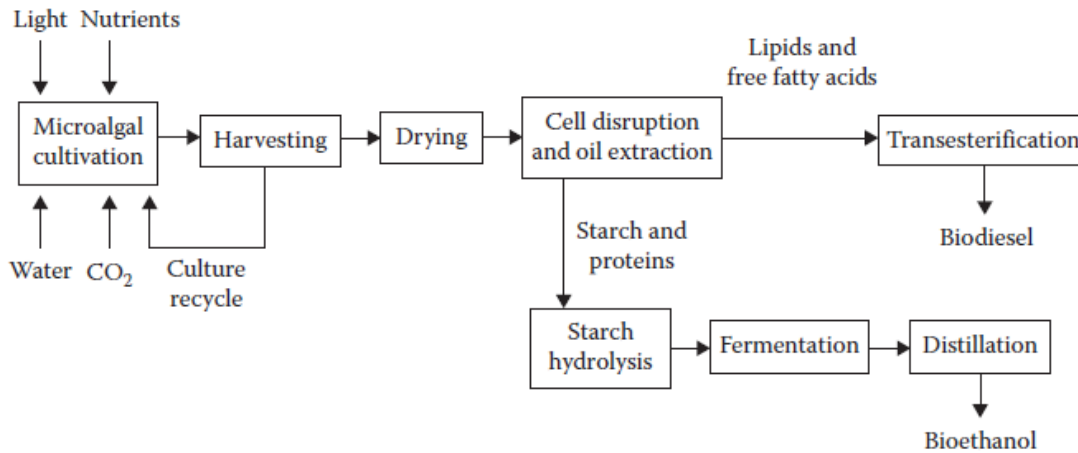 Light Nutrients
Lipids and
free fatty acids
Microalgal
cultivation
Harvesting
Drying
Cell disruption
and oil extraction
Transesterification
Water
CO₂
Culture
recycle
Starch and
proteins
Biodiesel
Starch
hydrolysis
Fermentation
Distillation
Bioethanol